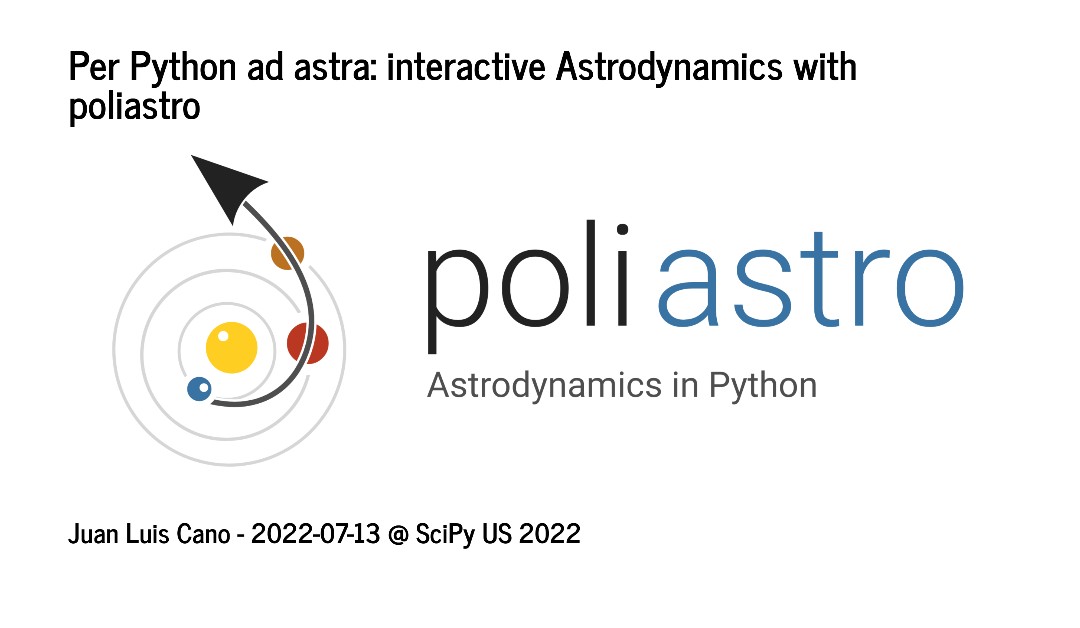 Per Python ad astra: interactive Astrodynamics with
poliastro
poliastro
Astrodynamics in Python
Juan Luis Cano - 2022-07-13 @ SciPy US 2022